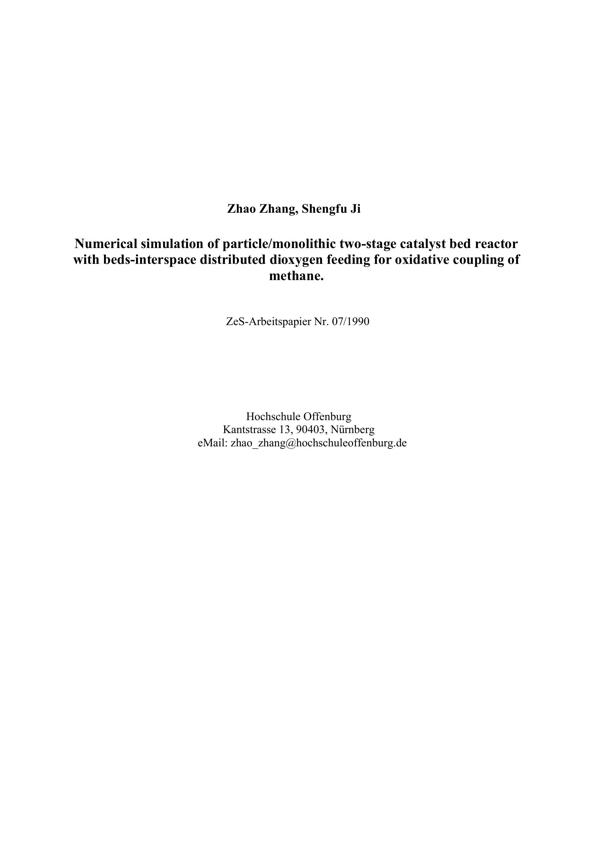 Zhao Zhang, Shengfu Ji
Numerical simulation of particle/monolithic two-stage catalyst bed reactor
with beds-interspace distributed dioxygen feeding for oxidative coupling of
methane.
ZeS-Arbeitspapier Nr. 07/1990
Hochschule Offenburg
Kantstrasse 13, 90403, Nürnberg
eMail: zhao_zhang@hochschuleoffenburg.de